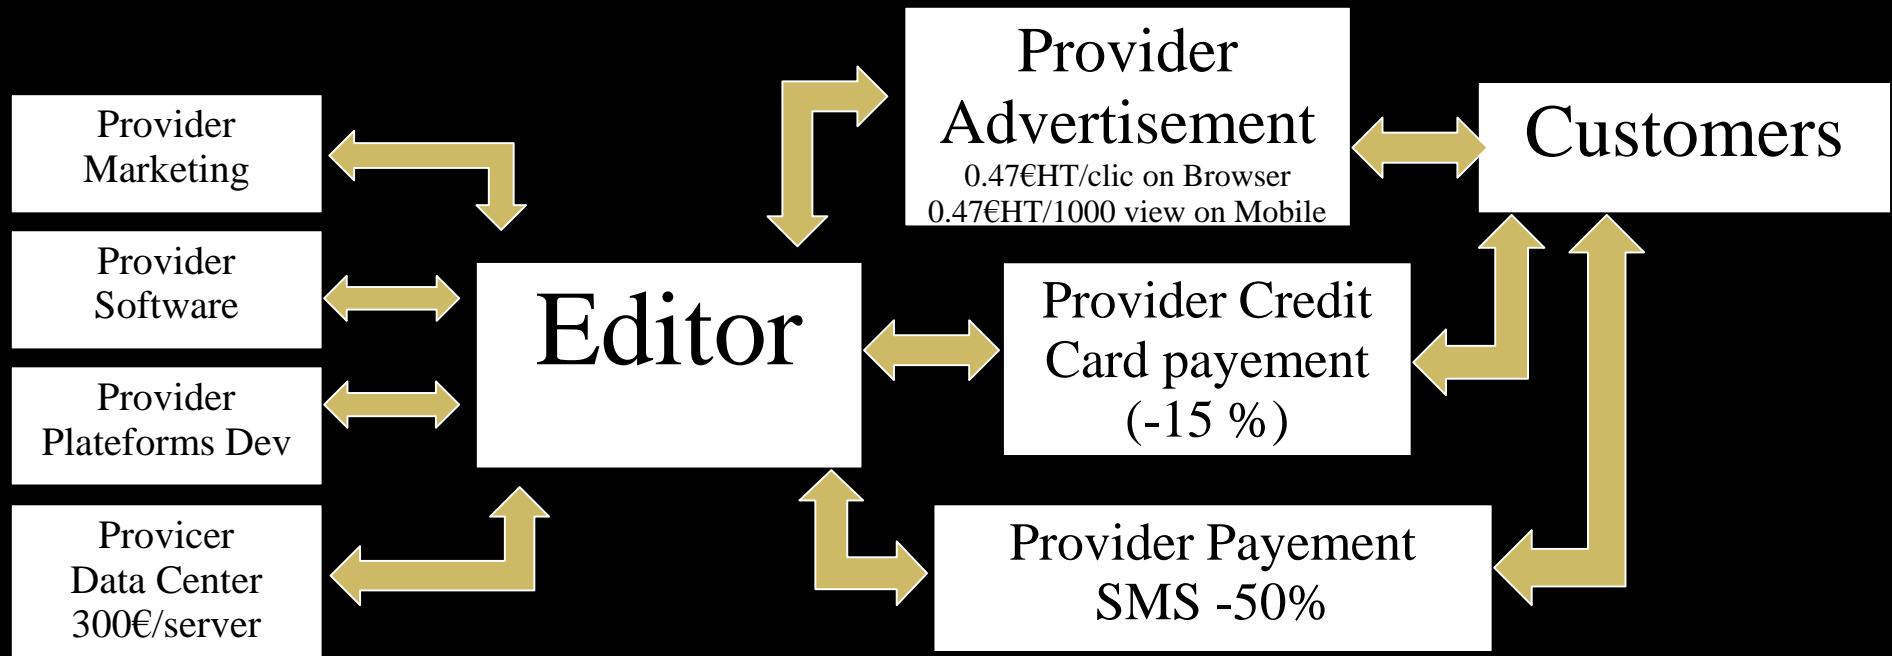 Provider
Marketing
Provider
Software
Provider
Plateforms Dev
Provicer
Data Center
300€/server
Editor
Provider
Advertisement
0.47€HT/clic on Browser
0.47€HT/1000 view on Mobile
Provider Credit
Card payement
(-15 %)
Provider Payement
SMS -50%
Customers